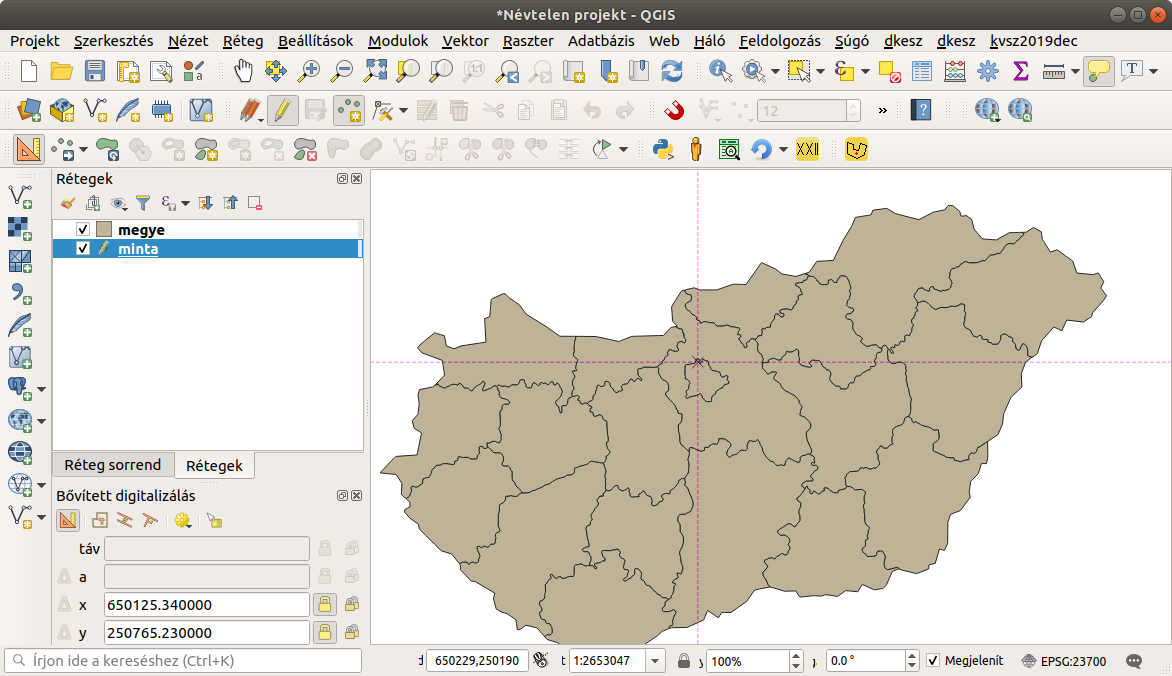 *Névtelen projekt - QGIS
Projekt Szerkesztés Nézet Réteg Beállítások Modulok Vektor Raszter Adatbázis Web Háló Feldolgozás Súgó dkesz dkesz kvsz2019dec
1:1
T
12
»
XXII
Rétegek
megye
minta
Réteg sorrend Rétegek
Bővített digitalizálás
táv
a
x 650125.340000
y 250765.230000
Írjon ide a kereséshez (Ctrl+K)
650229,250190
1:2653047
100%
0.0 °
Megjelenít
EPSG:23700